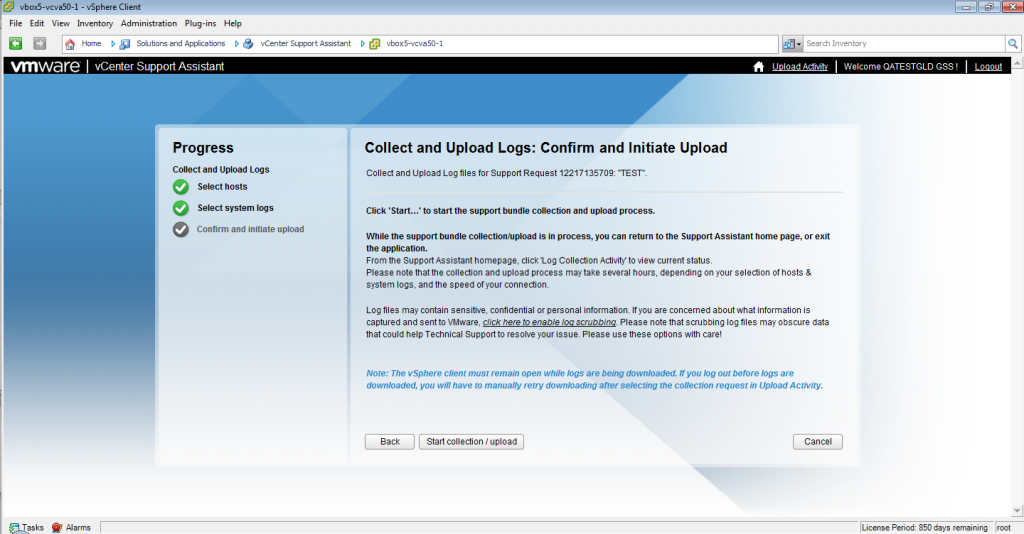 vbox5-vcva50-1 - vSphere Client
File Edit View Inventory Administration Plug-ins Help
Home Solutions and Applications vCenter Support Assistant vbox5-vcva50-1 Search Inventory
vmware vCenter Support Assistant Upload Activity Welcome QATESTGLD GSS ! Logout
Progress
Collect and Upload Logs
Select hosts
Select system logs
Confirm and initiate upload
Collect and Upload Logs: Confirm and Initiate Upload
Collect and Upload Log files for Support Request 12217135709: "TEST".
Click 'Start...' to start the support bundle collection and upload process.
While the support bundle collection/upload is in process, you can return to the Support Assistant home page, or exit
the application.
From the Support Assistant homepage, click 'Log Collection Activity' to view current status.
Please note that the collection and upload process may take several hours, depending on your selection of hosts &
system logs, and the speed of your connection.
Log files may contain sensitive, confidential or personal information. If you are concerned about what information is
captured and sent to VMware, click here to enable log scrubbing. Please note that scrubbing log files may obscure data
that could help Technical Support to resolve your issue. Please use these options with care!
Note: The vSphere client must remain open while logs are being downloaded. If you log out before logs are
downloaded, you will have to manually retry downloading after selecting the collection request in Upload Activity.
Back Start collection / upload Cancel
Tasks Alarms License Period: 850 days remaining root